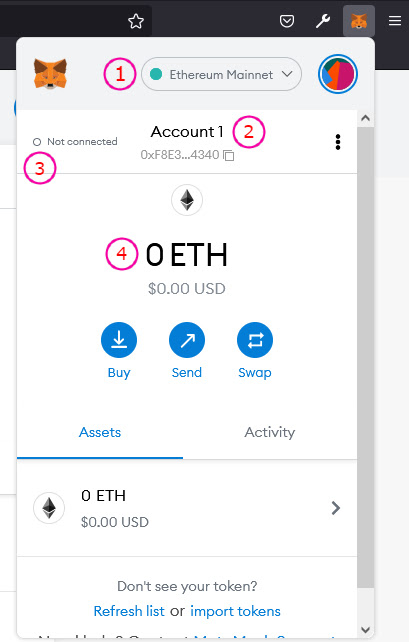 1 Ethereum Mainnet
Account 1 2
Not connected
0xF8E3...4340
3
4 0 ETH
$0.00 USD
Buy Send Swap
Assets Activity
0 ETH
$0.00 USD
Don't see your token?
Refresh list or import tokens